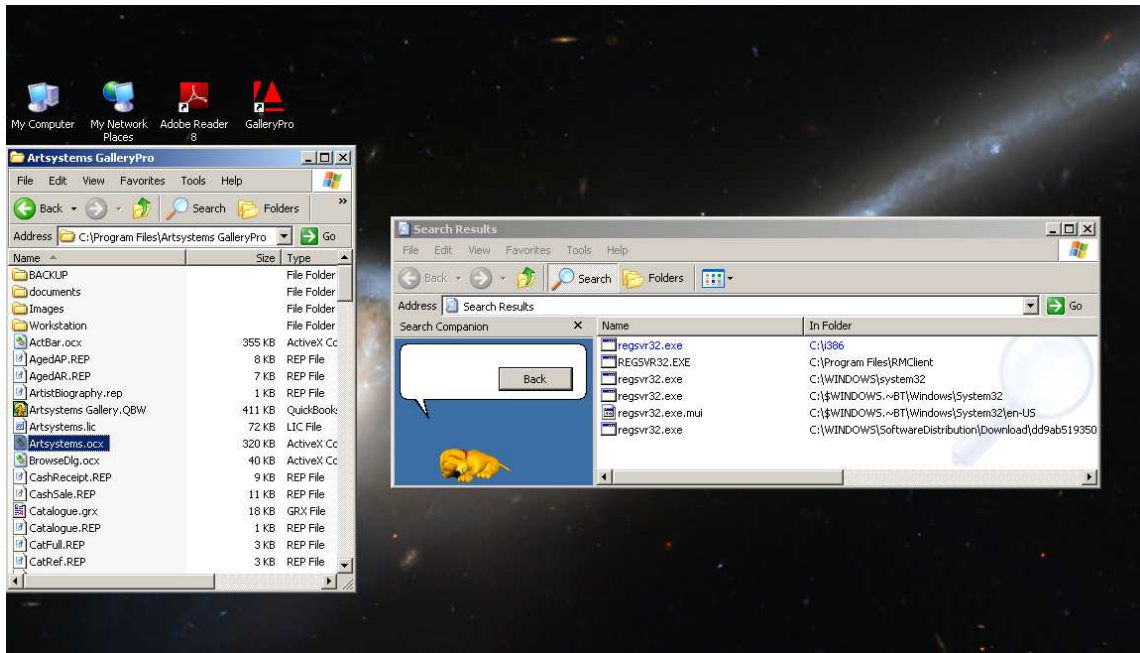 My Computer
My Network Places
Adobe Reader 8
GalleryPro
Artsystems GalleryPro
File Edit View Favorites Tools Help
Back Search Folders »
Address C:\Program Files\Artsystems GalleryPro Go
Name Size Type
BACKUP File Folder
documents File Folder
Images File Folder
Workstation File Folder
ActBar.ocx 355 KB ActiveX Cc
AgedAP.REP 8 KB REP File
AgedAR.REP 7 KB REP File
ArtistBiography.rep 1 KB REP File
Artsystems Gallery.QBW 411 KB QuickBook:
Artsystems.lic 72 KB LIC File
Artsystems.ocx 320 KB ActiveX Cc
BrowseDlg.ocx 40 KB ActiveX Cc
CashReceipt.REP 9 KB REP File
CashSale.REP 11 KB REP File
Catalogue.grx 18 KB GRX File
Catalogue.REP 1 KB REP File
CatFull.REP 3 KB REP File
CatRef.REP 3 KB REP File
Search Results
File Edit View Favorites Tools Help
Back Search Folders
Address Search Results Go
Search Companion
Back
Name In Folder
regsvr32.exe C:\i386
REGSVR32.EXE C:\Program Files\RMClient
regsvr32.exe C:\WINDOWS\system32
regsvr32.exe C:\$WINDOWS.~BT\Windows\System32
regsvr32.exe.mui C:\$WINDOWS.~BT\Windows\System32\en-US
regsvr32.exe C:\WINDOWS\SoftwareDistribution\Download\dd9ab519350